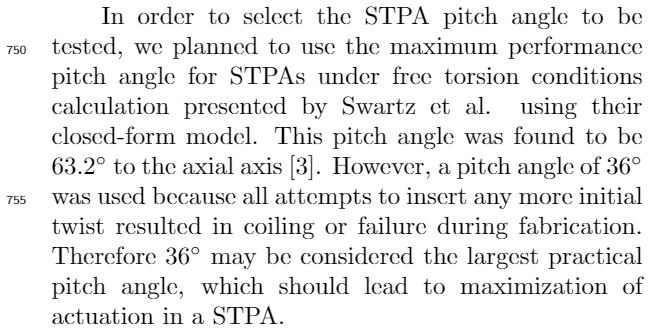 In order to select the STPA pitch angle to be
750 tested, we planned to use the maximum performance
pitch angle for STPAs under free torsion conditions
calculation presented by Swartz et al. using their
closed-form model. This pitch angle was found to be
63.2° to the axial axis [3]. However, a pitch angle of 36°
755 was used because all attempts to insert any more initial
twist resulted in coiling or failure during fabrication.
Therefore 36° may be considered the largest practical
pitch angle, which should lead to maximization of
actuation in a STPA.